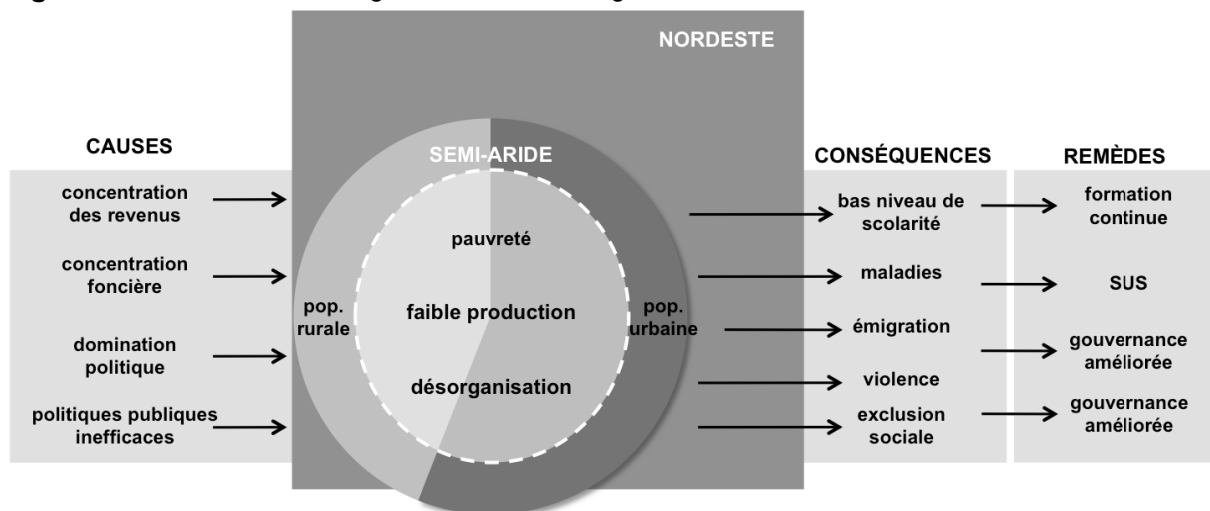 NORDESTE
CAUSES
concentration
des revenus
concentration
foncière
domination
politique
politiques publiques
inefficaces
SEMI-ARIDE
pauvreté
faible production
désorganisation
pop.
rurale
pop.
urbaine
CONSÉQUENCES
bas niveau de
scolarité
maladies
émigration
violence
exclusion
sociale
REMÈDES
formation
continue
SUS
gouvernance
améliorée
gouvernance
améliorée